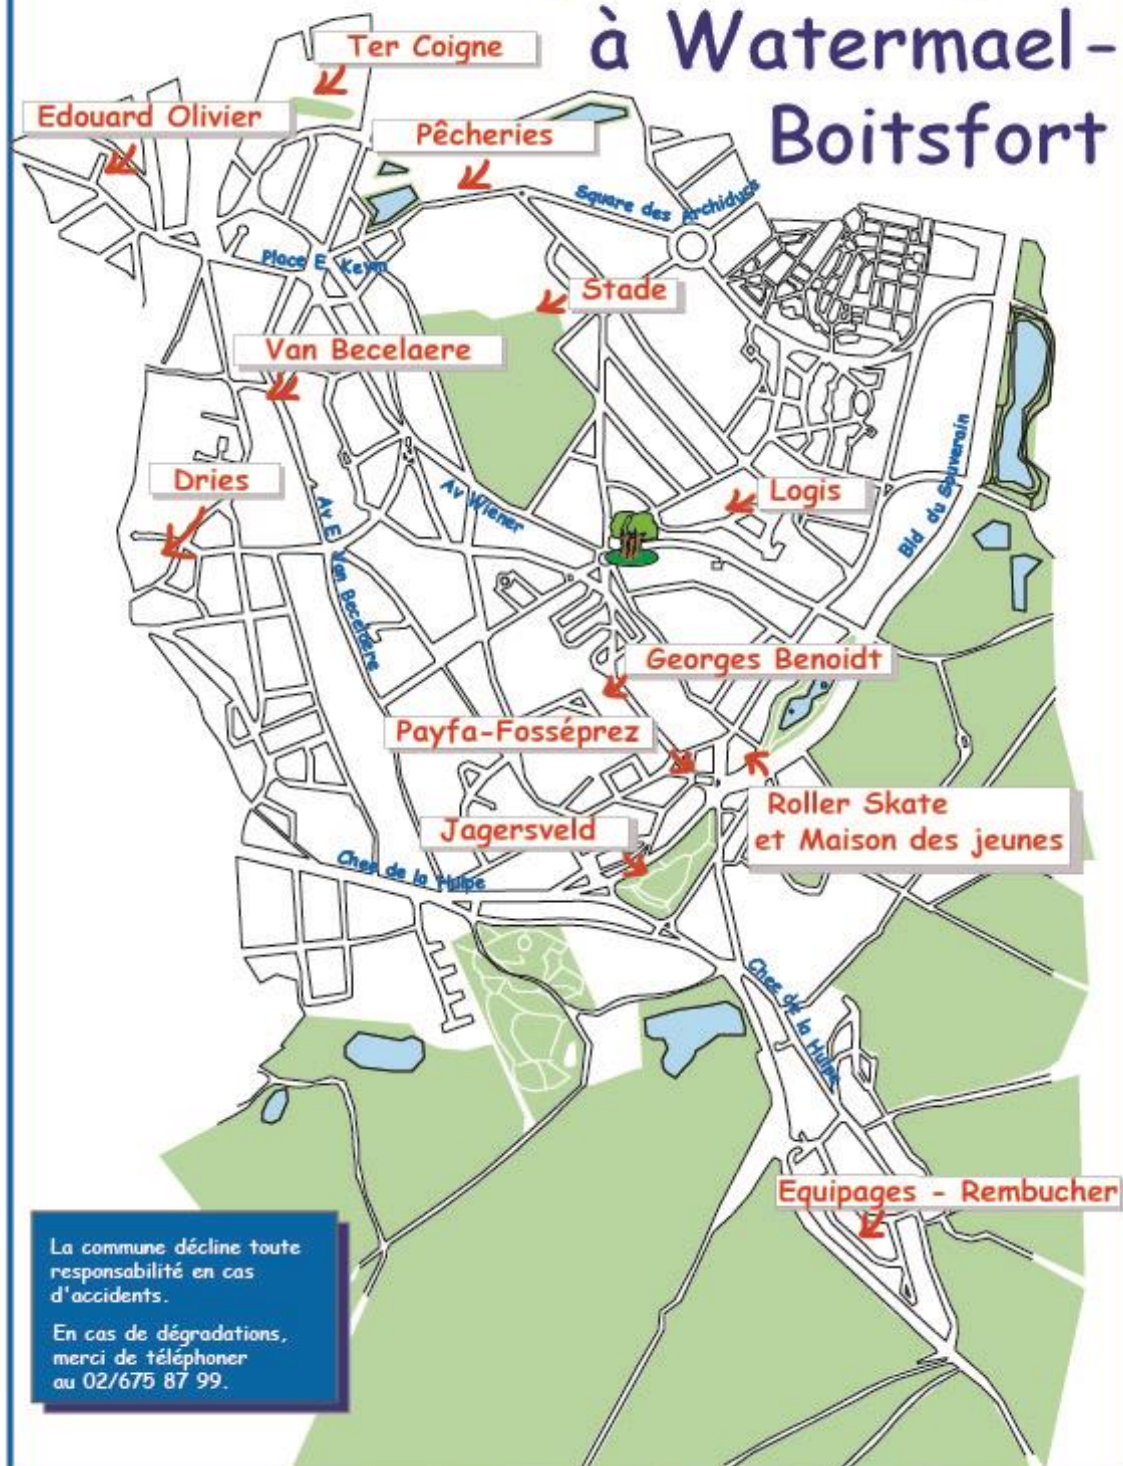 à Watermael-
Boitsfort
Ter Coigne
Edouard Olivier
Pêcheries
Square des Archiducs
Place E. Keym
Stade
Van Becelaere
Dries
Av E. Van Becelaere
Av Wiener
Logis
Bld du Souverain
Georges Benoidt
Payfa-Fosséprez
Roller Skate
et Maison des jeunes
Jagersveld
Chee de la Hulpe
Chee de la Hulpe
Equipages - Rembucher
La commune décline toute
responsabilité en cas
d'accidents.
En cas de dégradations,
merci de téléphoner
au 02/675 87 99.